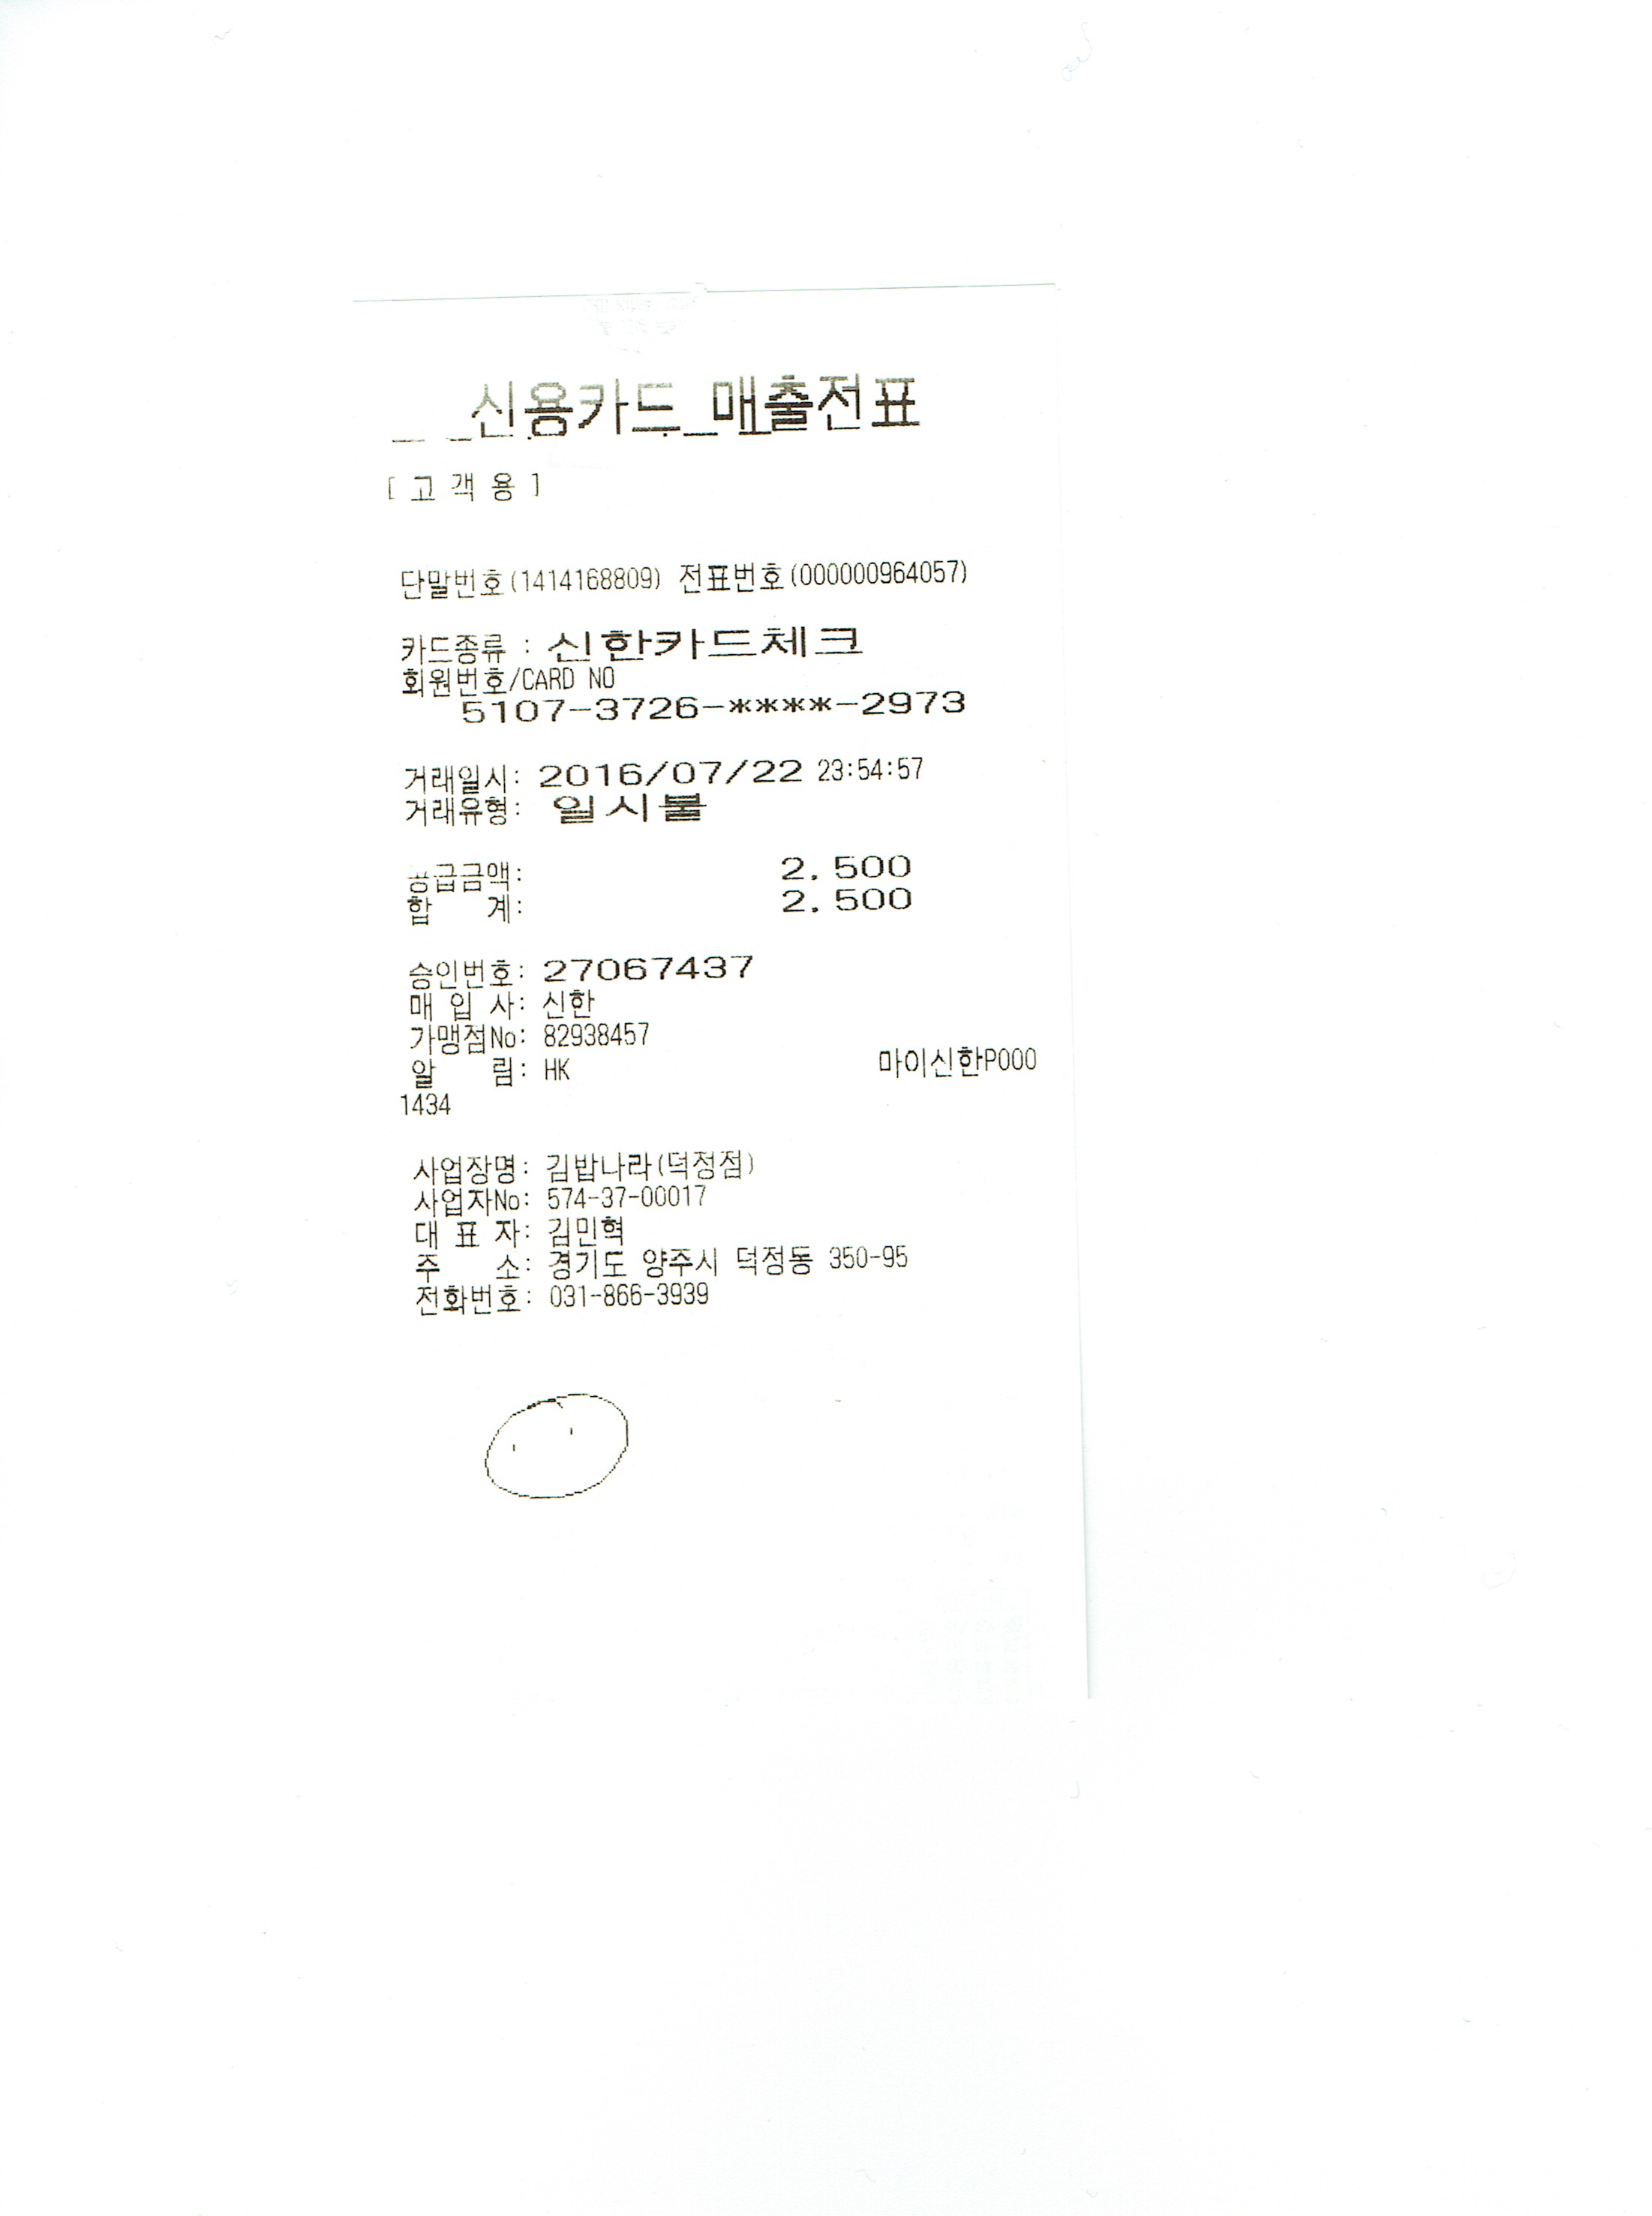 신용카드 매출전표
[ 고 객 용 ]
단말번호(1414168809) 전표번호(000000964057)
카드종류 : 신한카드체크
회원번호/CARD NO
5107-3726-****-2973
거래일시: 2016/07/22 23:54:57
거래유형: 일시불
공급금액: 2,500
합 계: 2,500
승인번호: 27067437
매 입 사: 신한
가맹점No: 82938457
알 림: HK 마이신한P000
1434
사업장명: 김밥나라(덕정점)
사업자No: 574-37-00017
대 표 자: 김민혁
주 소: 경기도 양주시 덕정동 350-95
전화번호: 031-866-3939